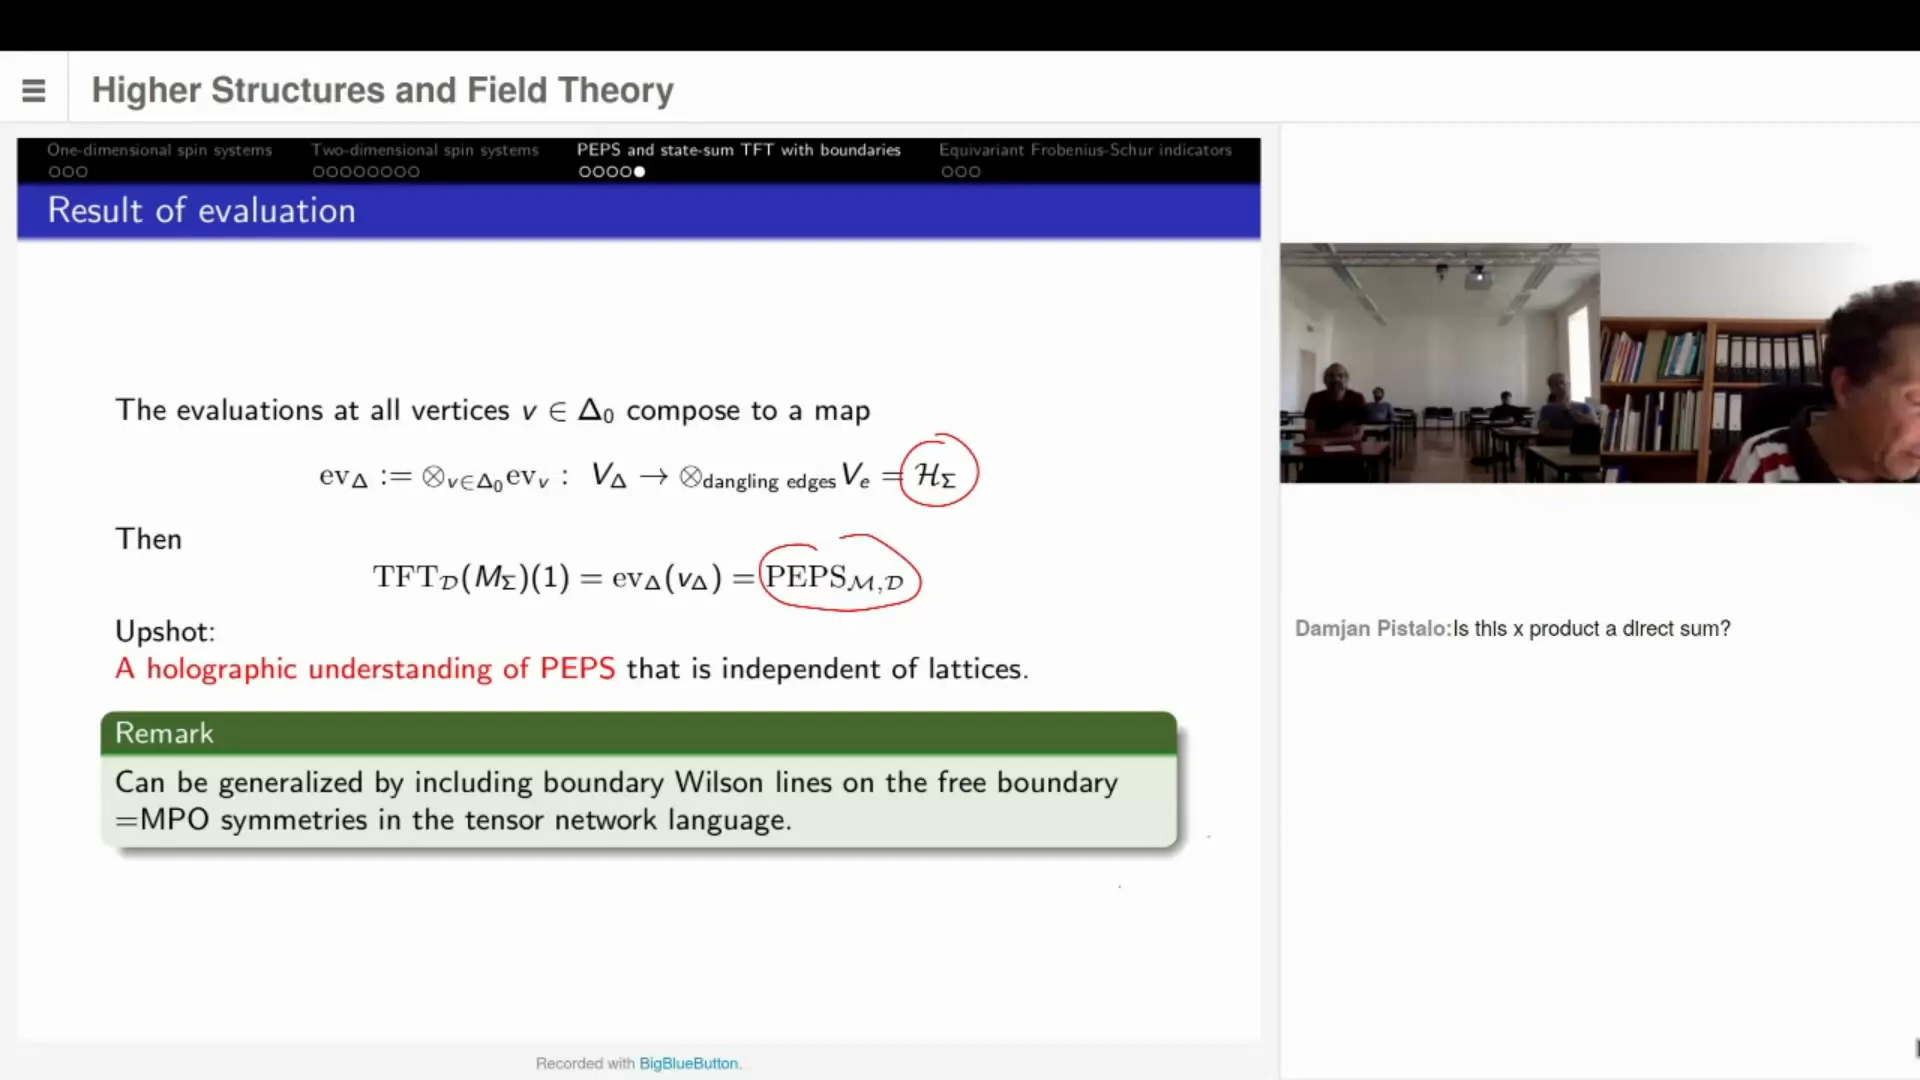 Higher Structures and Field Theory
One-dimensional spin systems Two-dimensional spin systems PEPS and state-sum TFT with boundaries Equivariant Frobenius-Schur indicators
Result of evaluation
The evaluations at all vertices v ∈ Δ₀ compose to a map
ev_Δ := ⊗_{v∈Δ₀} ev_v : V_Δ → ⊗_{dangling edges} V_e = ℋ_Σ
Then
TFT_𝒟(M_Σ)(1) = ev_Δ(v_Δ) = PEPS_{ℳ,𝒟}
Upshot:
A holographic understanding of PEPS that is independent of lattices.
Remark
Can be generalized by including boundary Wilson lines on the free boundary
=MPO symmetries in the tensor network language.
Damjan Pistalo:Is this x product a direct sum?
Recorded with BigBlueButton.